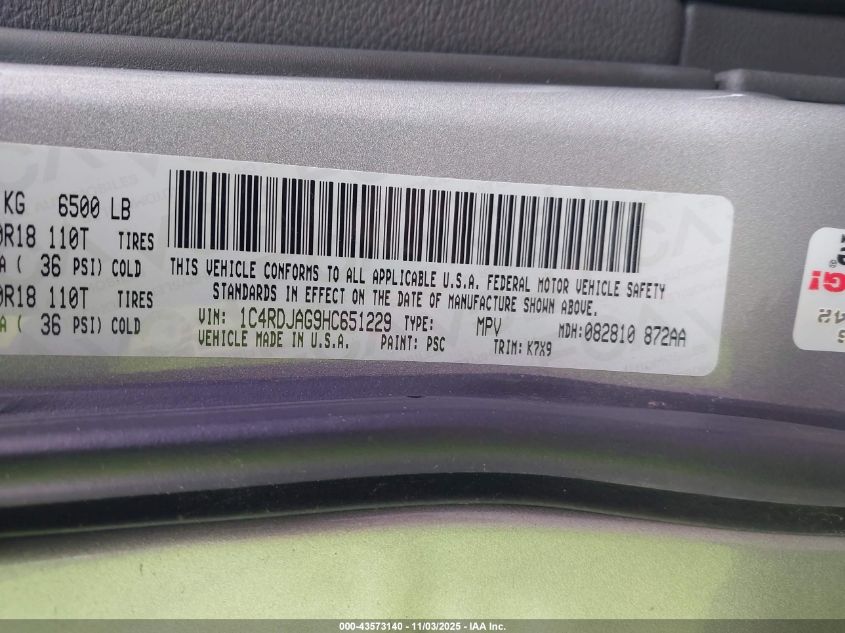 KG 6500 LB
0R18 110T TIRES
A ( 36 PSI) COLD
0R18 110T TIRES
A ( 36 PSI) COLD
THIS VEHICLE CONFORMS TO ALL APPLICABLE U.S.A. FEDERAL MOTOR VEHICLE SAFETY
STANDARDS IN EFFECT ON THE DATE OF MANUFACTURE SHOWN ABOVE.
VIN: 1C4RDJAG9HC651229 TYPE: MPV MDH:082810 872AA
VEHICLE MADE IN U.S.A. PAINT: PSC TRIM: K7X9
000-43573140 - 11/03/2025 - IAA Inc.